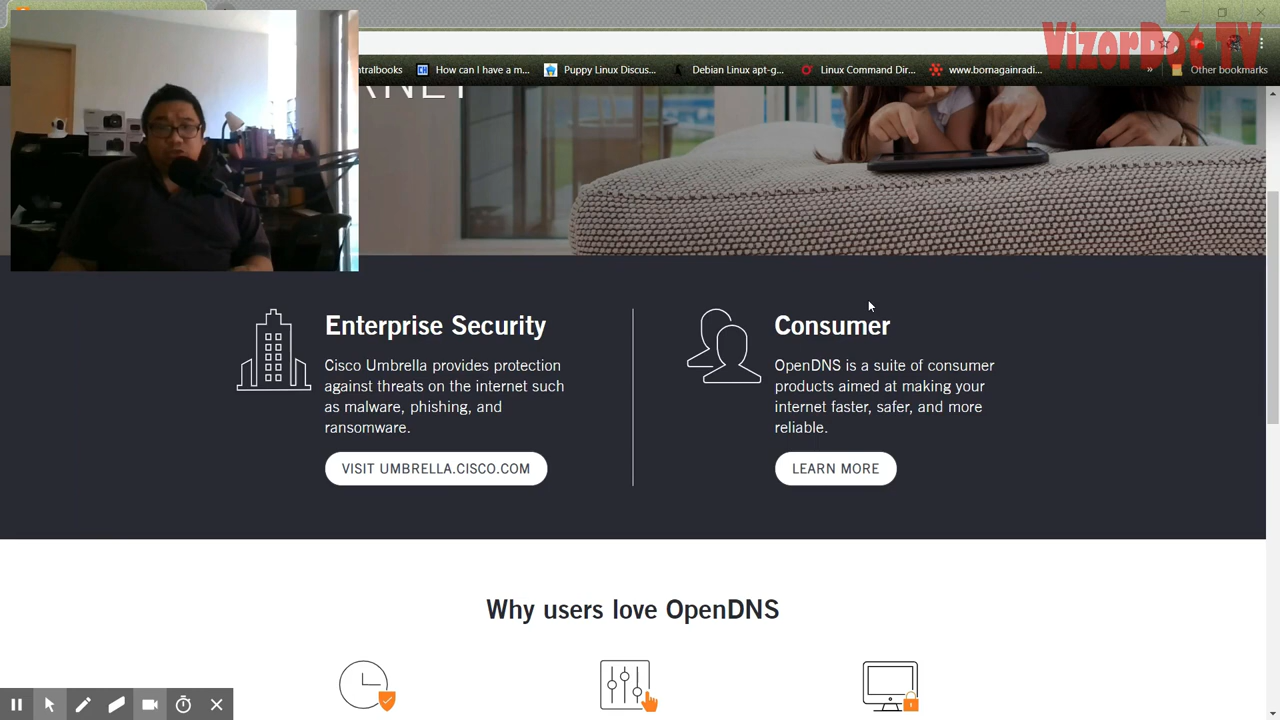 VizorDot TV
ntralbooks
How can I have a m...
Puppy Linux Discus...
Debian Linux apt-g...
Linux Command Dir...
www.bornagainradi...
»
Other bookmarks
RNET
Enterprise Security
Cisco Umbrella provides protection
against threats on the internet such
as malware, phishing, and
ransomware.
VISIT UMBRELLA.CISCO.COM
Consumer
OpenDNS is a suite of consumer
products aimed at making your
internet faster, safer, and more
reliable.
LEARN MORE
Why users love OpenDNS